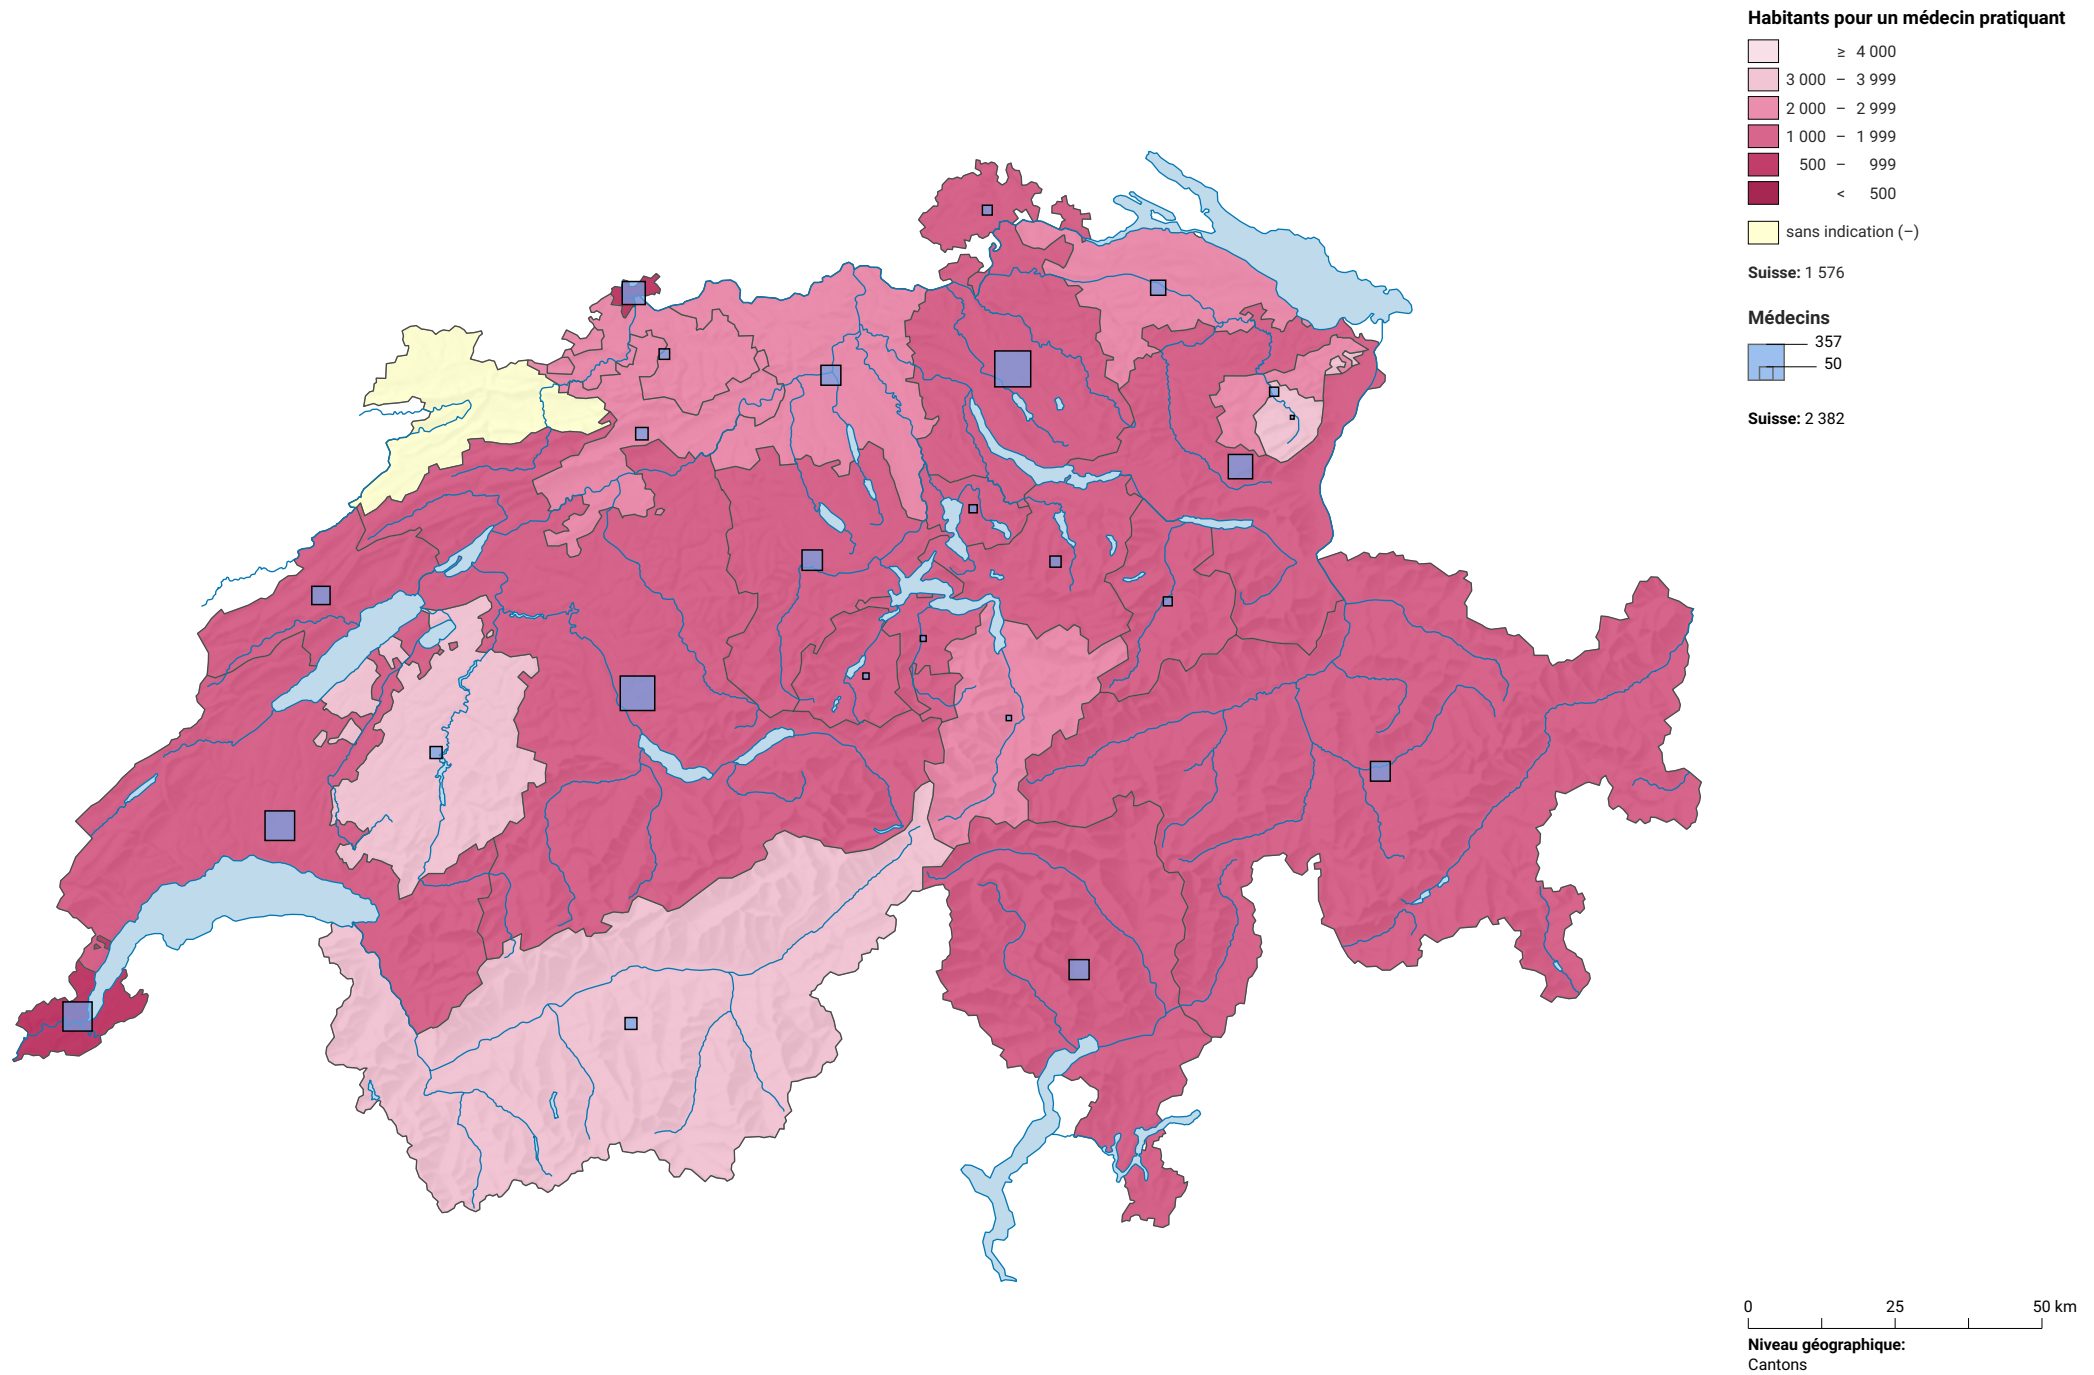 Habitants pour un médecin pratiquant
≥ 4 000
3 000 – 3 999
2 000 – 2 999
1 000 – 1 999
500 – 999
< 500
sans indication (–)
Suisse: 1 576
Médecins
357
50
Suisse: 2 382
0 25 50 km
Niveau géographique:
Cantons